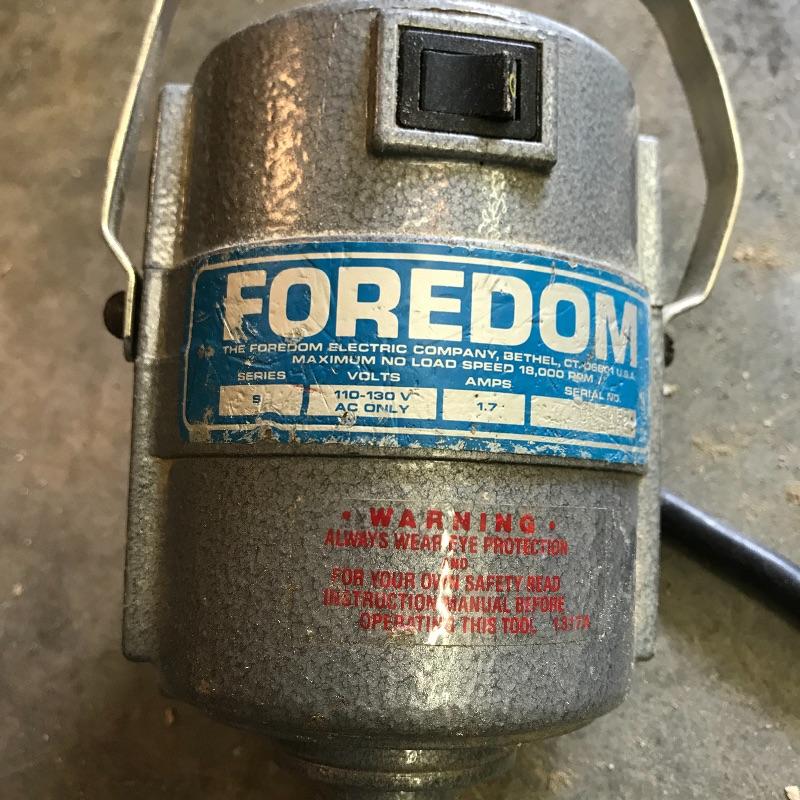 FOREDOM
THE FOREDOM ELECTRIC COMPANY, BETHEL, CT. 06801 U.S.A.
MAXIMUM NO LOAD SPEED 18,000 RPM
SERIES VOLTS AMPS SERIAL NO.
S 110-130 V 1.7
AC ONLY
• WARNING •
ALWAYS WEAR EYE PROTECTION
AND
FOR YOUR OWN SAFETY READ
INSTRUCTION MANUAL BEFORE
OPERATING THIS TOOL